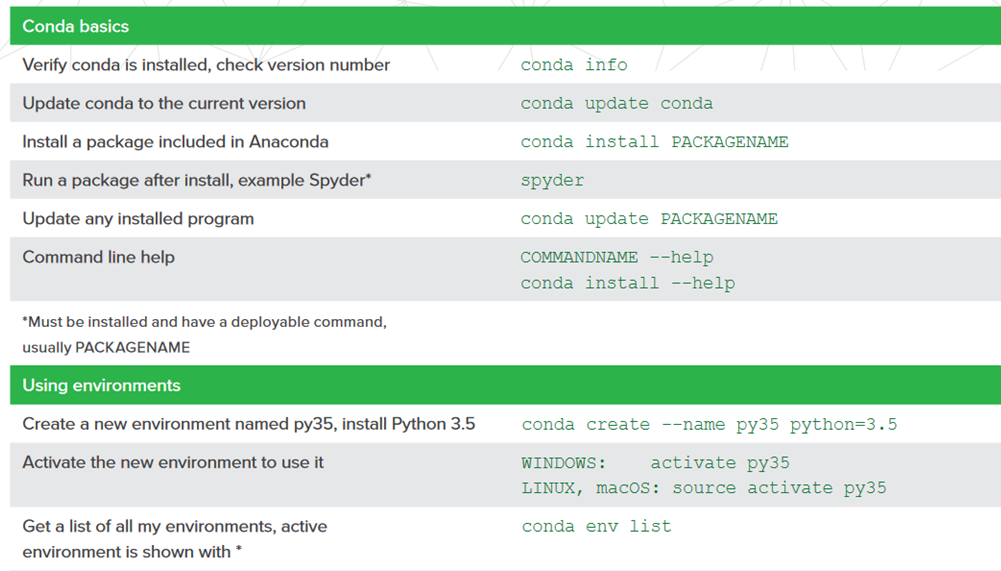 Conda basics
Verify conda is installed, check version number conda info
Update conda to the current version conda update conda
Install a package included in Anaconda conda install PACKAGENAME
Run a package after install, example Spyder* spyder
Update any installed program conda update PACKAGENAME
Command line help COMMANDNAME --help
conda install --help
*Must be installed and have a deployable command,
usually PACKAGENAME
Using environments
Create a new environment named py35, install Python 3.5 conda create --name py35 python=3.5
Activate the new environment to use it WINDOWS: activate py35
LINUX, macOS: source activate py35
Get a list of all my environments, active conda env list
environment is shown with *